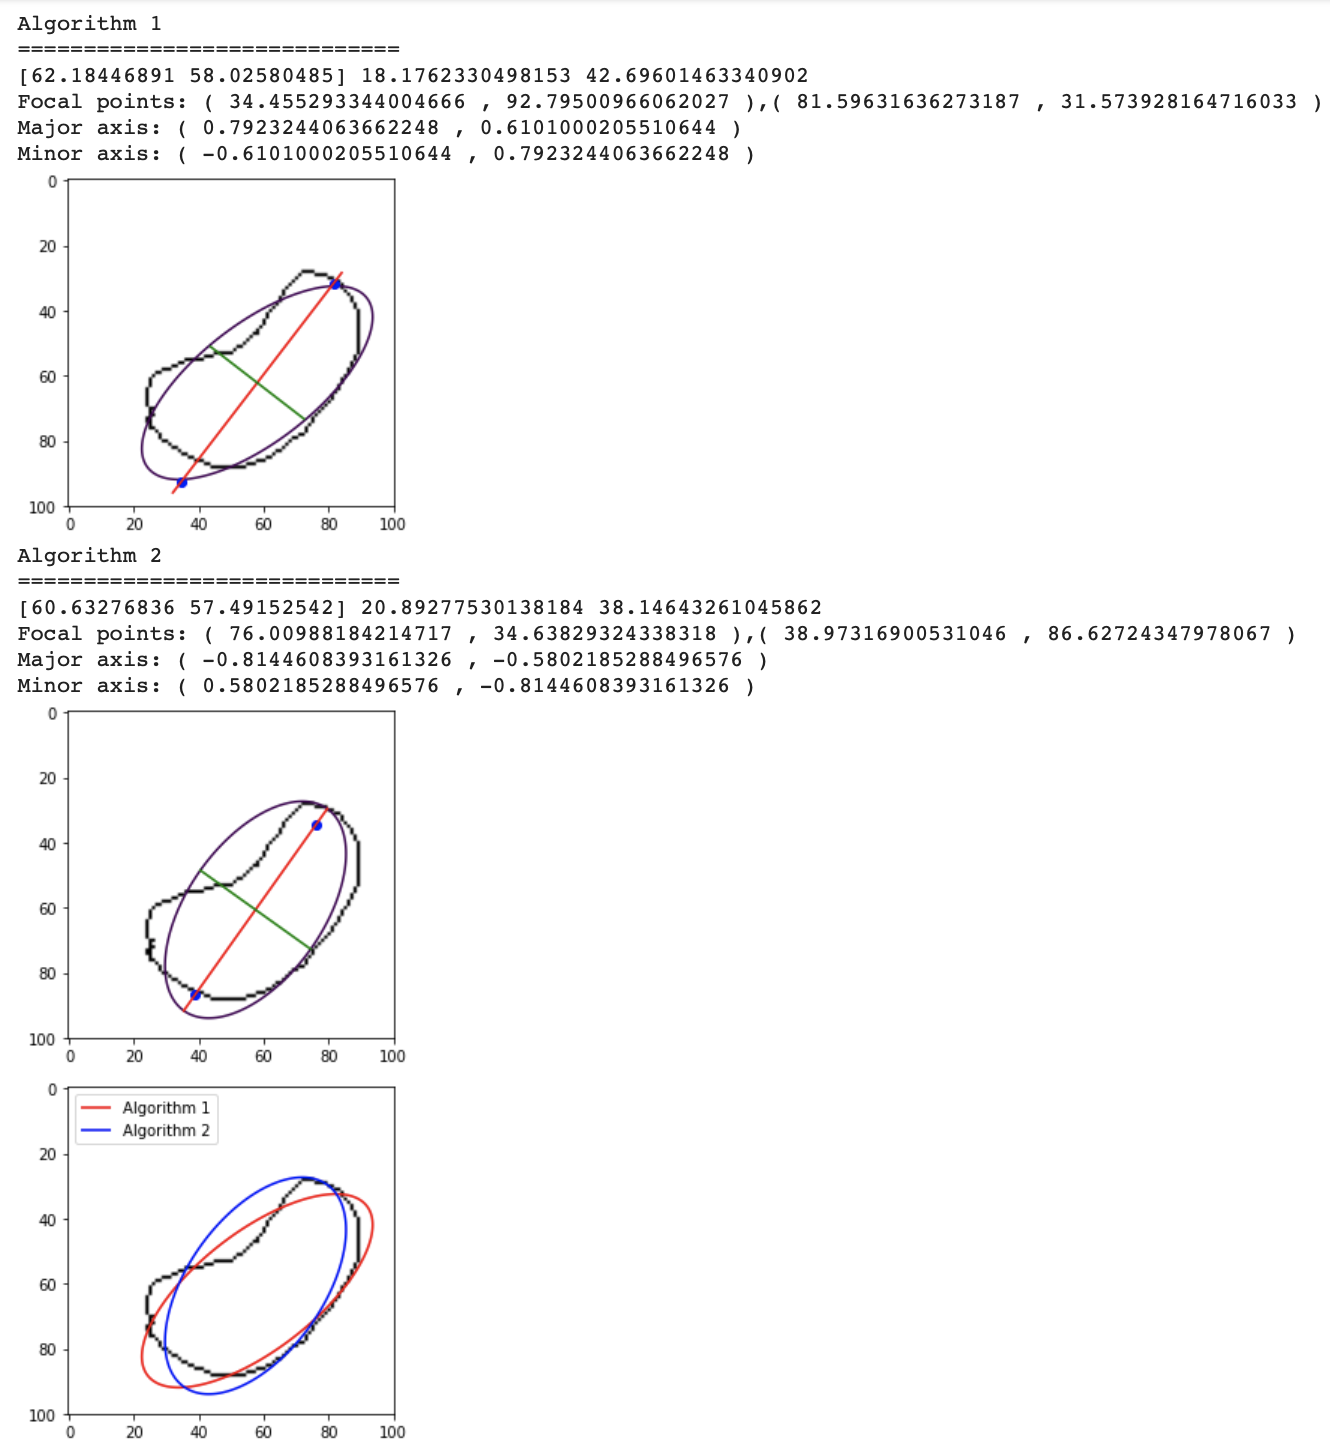 Algorithm 1
=============================
[62.18446891 58.02580485] 18.1762330498153 42.69601463340902
Focal points: ( 34.455293344004666 , 92.79500966062027 ),( 81.59631636273187 , 31.573928164716033 )
Major axis: ( 0.7923244063662248 , 0.6101000205510644 )
Minor axis: ( -0.6101000205510644 , 0.7923244063662248 )
0
20
40
60
80
100
0 20 40 60 80 100
Algorithm 2
=============================
[60.63276836 57.49152542] 20.89277530138184 38.14643261045862
Focal points: ( 76.00988184214717 , 34.63829324338318 ),( 38.97316900531046 , 86.62724347978067 )
Major axis: ( -0.8144608393161326 , -0.5802185288496576 )
Minor axis: ( 0.5802185288496576 , -0.8144608393161326 )
0
20
40
60
80
100
0 20 40 60 80 100
0
Algorithm 1
Algorithm 2
20
40
60
80
100
0 20 40 60 80 100